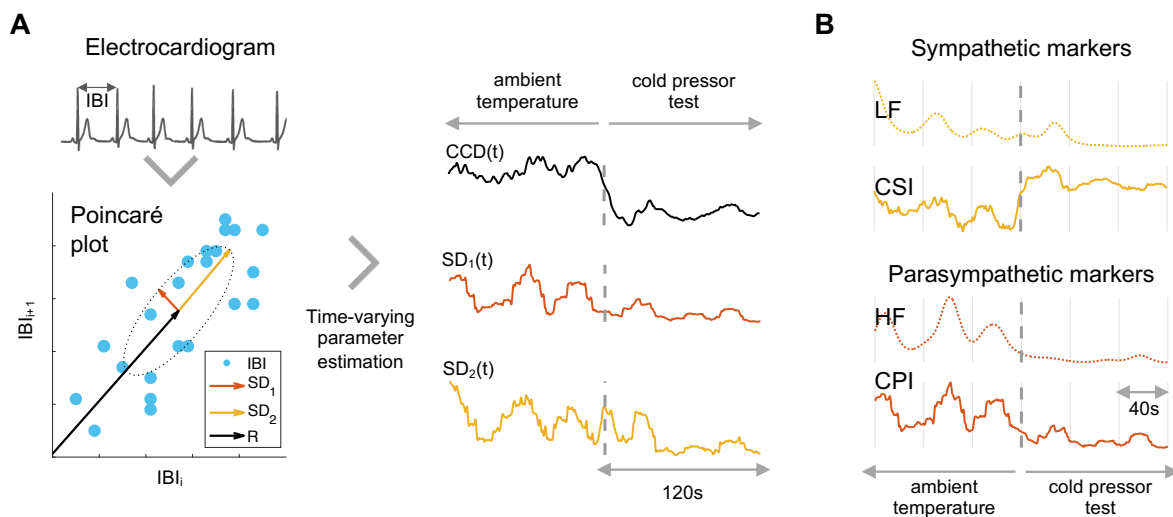 A
Electrocardiogram
IBI
Poincaré
plot
IBIᵢ₊₁
IBIᵢ
IBI
SD₁
SD₂
R
Time-varying
parameter
estimation
ambient
temperature
cold pressor
test
CCD(t)
SD₁(t)
SD₂(t)
120s
B
Sympathetic markers
LF
CSI
Parasympathetic markers
HF
CPI
40s
ambient
temperature
cold pressor
test